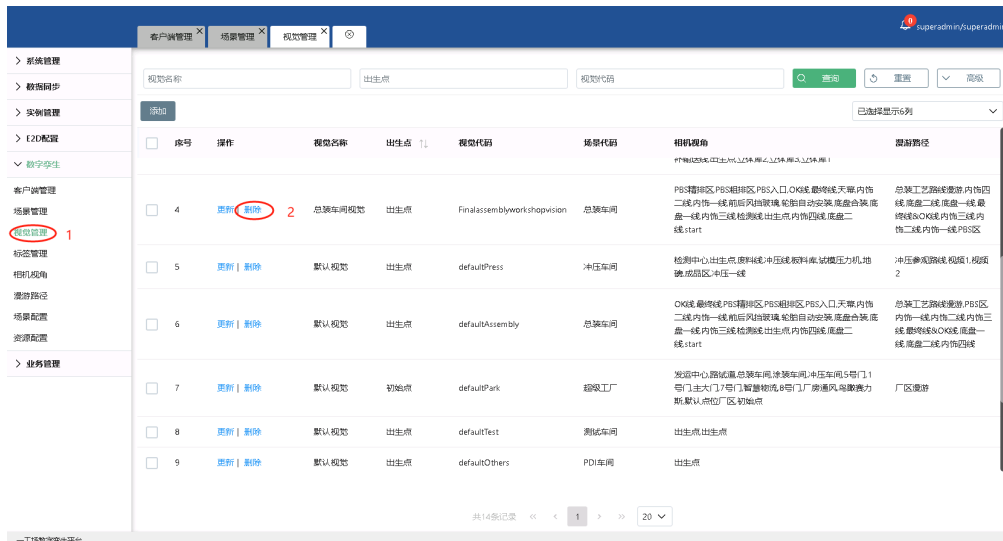 客户端管理 × 场景管理 × 视觉管理 × 2 superadmin/superadmin
系统管理
数据同步
实例管理
E2D配置
数字孪生
客户端管理
场景管理
视觉管理 1
标签管理
相机视角
漫游路径
场景配置
资源配置
业务管理
视觉名称 出生点 视觉代码 查询 重置 高级
添加 已选择显示6列
序号 操作 视觉名称 出生点 视觉代码 场景代码 相机视角 漫游路径
4 更新 | 删除 2 总装车间视觉 出生点 Finalassemblyworkshopvision 总装车间
PBS精排区,PBS粗排区,PBS入口,OK线,最终线,天幕,内饰
二线,内饰一线,前后风挡玻璃,轮胎自动安装,底盘合装,底
盘一线,内饰三线,检测线,出生点,内饰四线,底盘二
线,start
总装工艺路线漫游,内饰四
线,底盘二线,底盘一线,最
终线&OK线,内饰三线,内
饰二线,内饰一线,PBS区
5 更新 | 删除 默认视觉 出生点 defaultPress 冲压车间
检测中心,出生点,废料线,冲压线,板料库,试模压力机,地
磅,成品区,冲压一线
冲压参观路线,视频1,视频
2
6 更新 | 删除 默认视觉 出生点 defaultAssembly 总装车间
OK线,最终线,PBS精排区,PBS粗排区,PBS入口,天幕,内饰
二线,内饰一线,前后风挡玻璃,轮胎自动安装,底盘合装,底
盘一线,内饰三线,检测线,出生点,内饰四线,底盘二
线,start
总装工艺路线漫游,PBS区,
内饰一线,内饰二线,内饰三
线,最终线&OK线,底盘一
线,底盘二线,内饰四线
7 更新 | 删除 默认视觉 初始点 defaultPark 超级工厂
发运中心,路试道,总装车间,涂装车间,冲压车间,5号门,1
号门,主大门,7号门,智慧物流,8号门,厂房通风,鸟瞰赛力
斯,默认点位厂区,初始点
厂区漫游
8 更新 | 删除 默认视觉 出生点 defaultTest 测试车间 出生点,出生点
9 更新 | 删除 默认视觉 出生点 defaultOthers PDI车间 出生点
共14条记录 « ‹ 1 › » 20